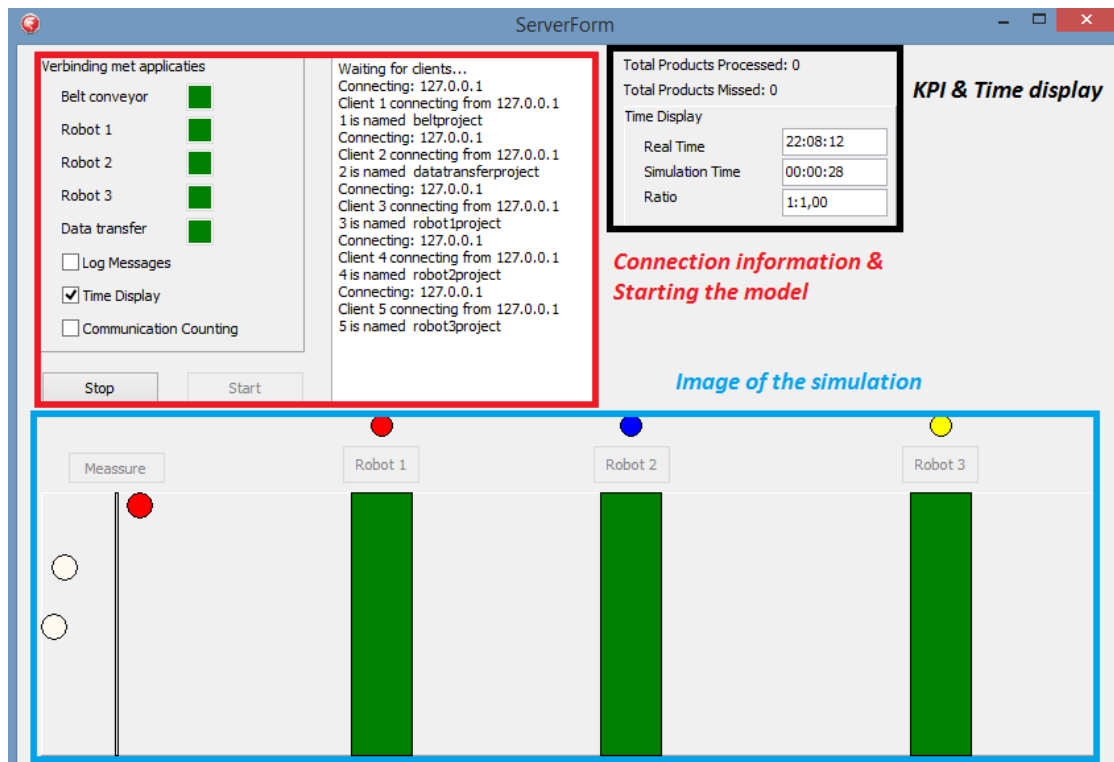 ServerForm
Verbinding met applicaties
Belt conveyor
Robot 1
Robot 2
Robot 3
Data transfer
Log Messages
Time Display
Communication Counting
Stop
Start
Waiting for clients...
Connecting: 127.0.0.1
Client 1 connecting from 127.0.0.1
1 is named beltproject
Connecting: 127.0.0.1
Client 2 connecting from 127.0.0.1
2 is named datatransferproject
Connecting: 127.0.0.1
Client 3 connecting from 127.0.0.1
3 is named robot1project
Connecting: 127.0.0.1
Client 4 connecting from 127.0.0.1
4 is named robot2project
Connecting: 127.0.0.1
Client 5 connecting from 127.0.0.1
5 is named robot3project
Total Products Processed: 0
Total Products Missed: 0
Time Display
Real Time 22:08:12
Simulation Time 00:00:28
Ratio 1:1,00
KPI & Time display
Connection information &
Starting the model
Image of the simulation
Meassure
Robot 1
Robot 2
Robot 3